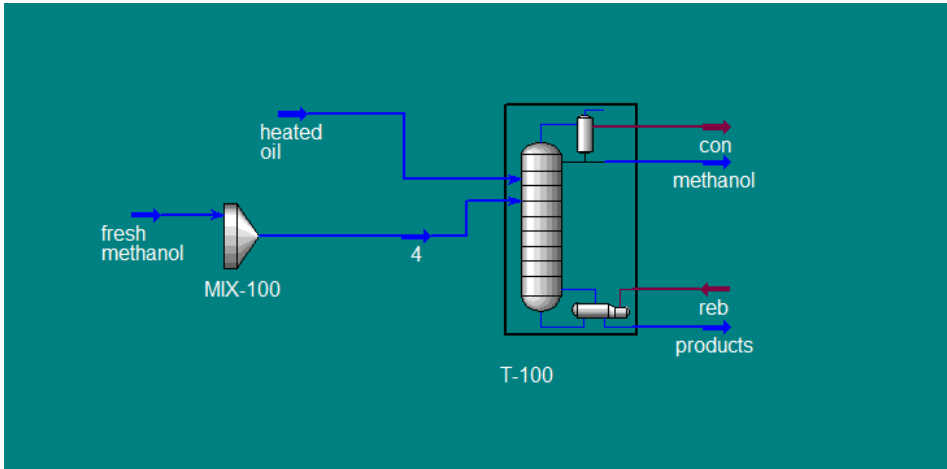 heated
oil
con
methanol
fresh
methanol
4
MIX-100
reb
products
T-100